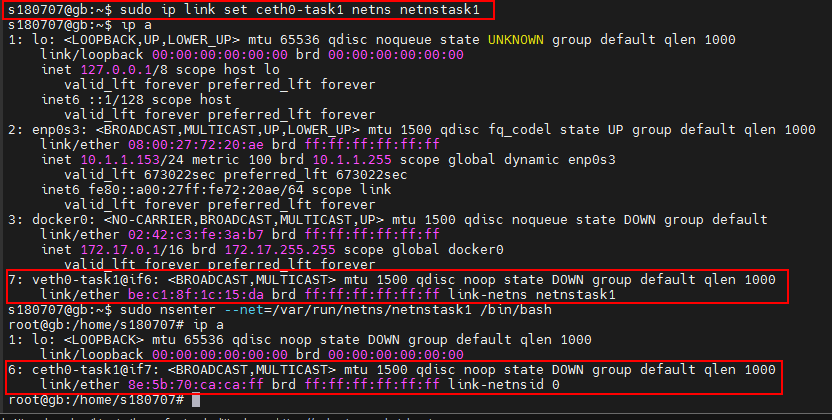 s180707@gb:~$ sudo ip link set ceth0-task1 netns netnstask1
s180707@gb:~$ ip a
1: lo: <LOOPBACK,UP,LOWER_UP> mtu 65536 qdisc noqueue state UNKNOWN group default qlen 1000
    link/loopback 00:00:00:00:00:00 brd 00:00:00:00:00:00
    inet 127.0.0.1/8 scope host lo
       valid_lft forever preferred_lft forever
    inet6 ::1/128 scope host
       valid_lft forever preferred_lft forever
2: enp0s3: <BROADCAST,MULTICAST,UP,LOWER_UP> mtu 1500 qdisc fq_codel state UP group default qlen 1000
    link/ether 08:00:27:72:20:ae brd ff:ff:ff:ff:ff:ff
    inet 10.1.1.153/24 metric 100 brd 10.1.1.255 scope global dynamic enp0s3
       valid_lft 673022sec preferred_lft 673022sec
    inet6 fe80::a00:27ff:fe72:20ae/64 scope link
       valid_lft forever preferred_lft forever
3: docker0: <NO-CARRIER,BROADCAST,MULTICAST,UP> mtu 1500 qdisc noqueue state DOWN group default
    link/ether 02:42:c3:fe:3a:b7 brd ff:ff:ff:ff:ff:ff
    inet 172.17.0.1/16 brd 172.17.255.255 scope global docker0
       valid_lft forever preferred_lft forever
7: veth0-task1@if6: <BROADCAST,MULTICAST> mtu 1500 qdisc noop state DOWN group default qlen 1000
    link/ether be:c1:8f:1c:15:da brd ff:ff:ff:ff:ff:ff link-netns netnstask1
s180707@gb:~$ sudo nsenter --net=/var/run/netns/netnstask1 /bin/bash
root@gb:/home/s180707# ip a
1: lo: <LOOPBACK> mtu 65536 qdisc noop state DOWN group default qlen 1000
    link/loopback 00:00:00:00:00:00 brd 00:00:00:00:00:00
6: ceth0-task1@if7: <BROADCAST,MULTICAST> mtu 1500 qdisc noop state DOWN group default qlen 1000
    link/ether 8e:5b:70:ca:ca:ff brd ff:ff:ff:ff:ff:ff link-netnsid 0
root@gb:/home/s180707#